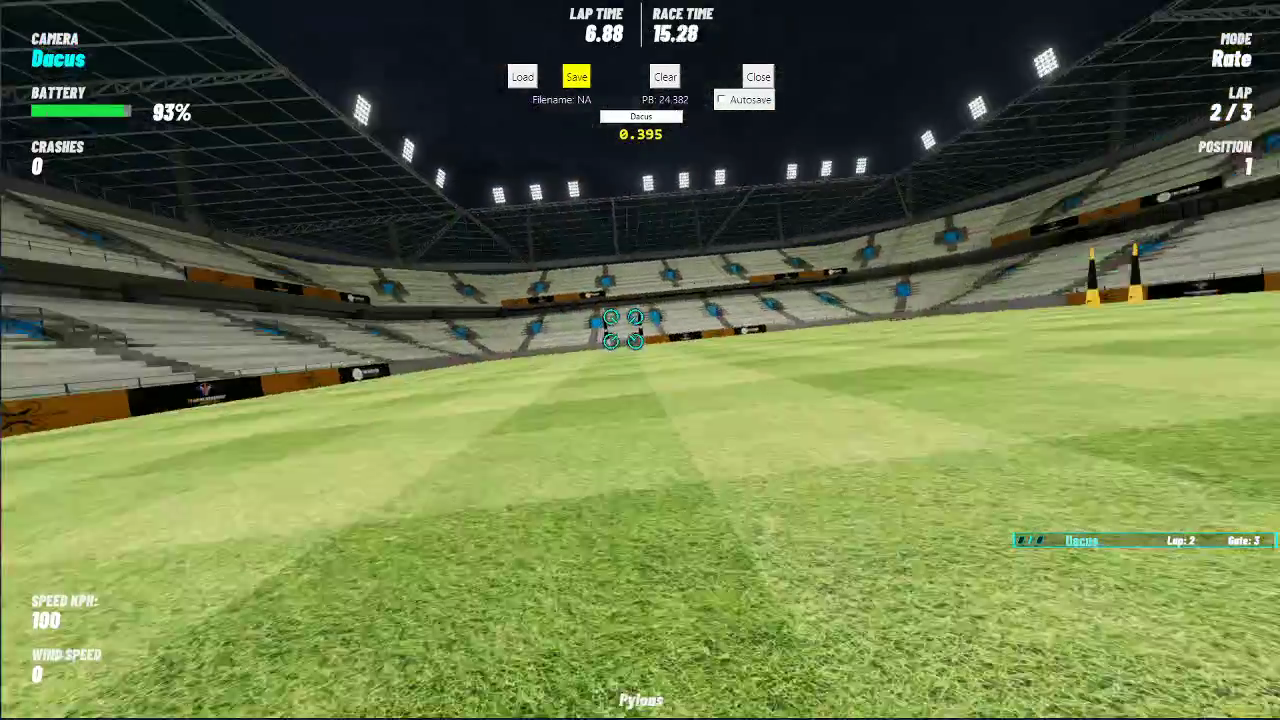 LAP TIME
6.88
RACE TIME
15.28
CAMERA
Dacus
BATTERY
93%
CRASHES
0
Load
Save
Clear
Close
Filename: NA
PB: 24.382
Autosave
Dacus
0.395
MODE
Rate
LAP
2 / 3
POSITION
1
Dacus
Lap: 2
Gate: 3
SPEED KPH:
100
WIND SPEED
0
Pylons